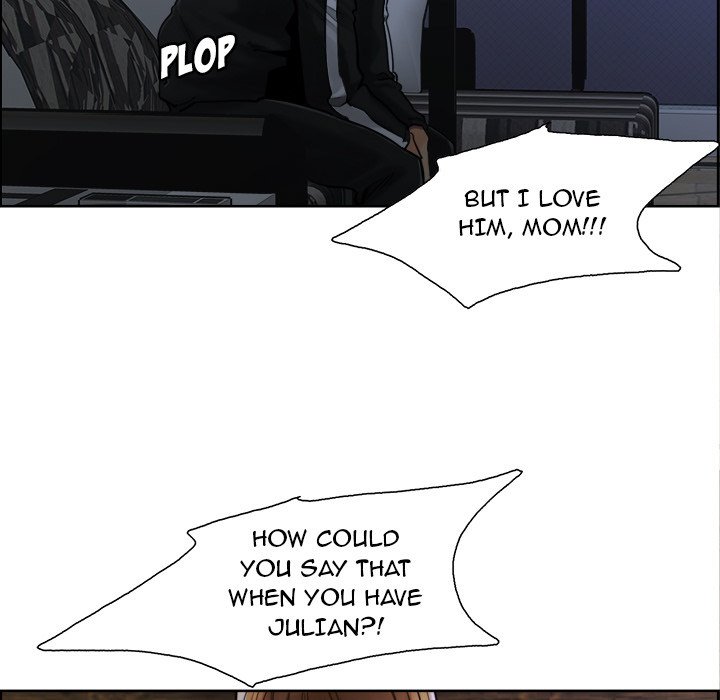 PLOP
BUT I LOVE
HIM, MOM!!!
HOW COULD
YOU SAY THAT
WHEN YOU HAVE
JULIAN?!